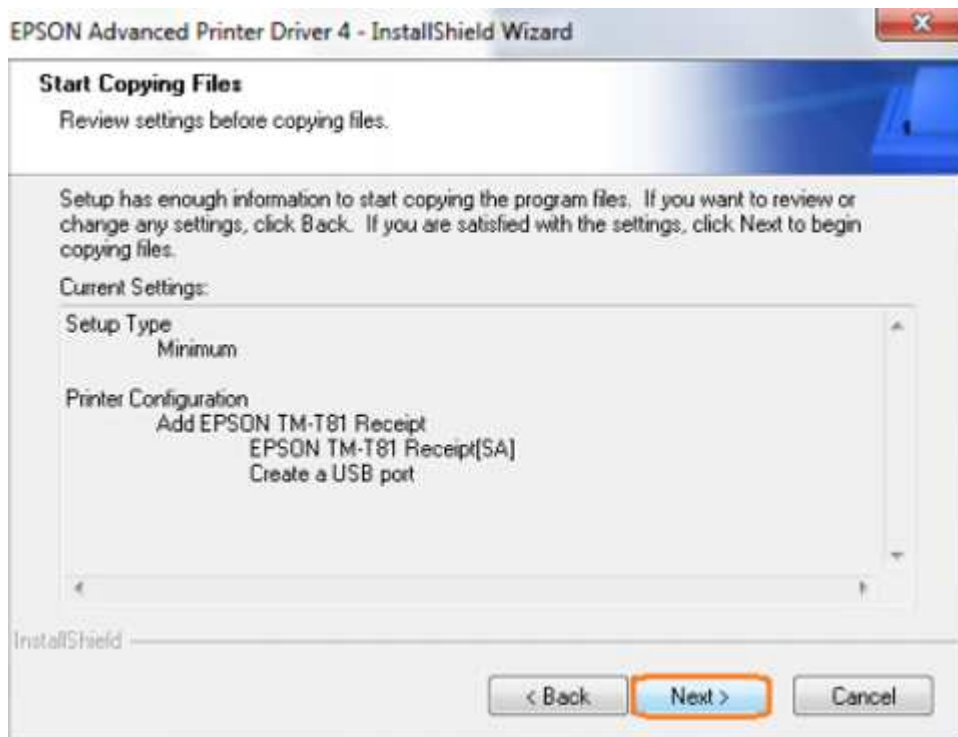 EPSON Advanced Printer Driver 4 - InstallShield Wizard
Start Copying Files
Review settings before copying files.
Setup has enough information to start copying the program files. If you want to review or
change any settings, click Back. If you are satisfied with the settings, click Next to begin
copying files.
Current Settings:
Setup Type
Minimum
Printer Configuration
Add EPSON TM-T81 Receipt
EPSON TM-T81 Receipt[SA]
Create a USB port
InstallShield
< Back Next > Cancel